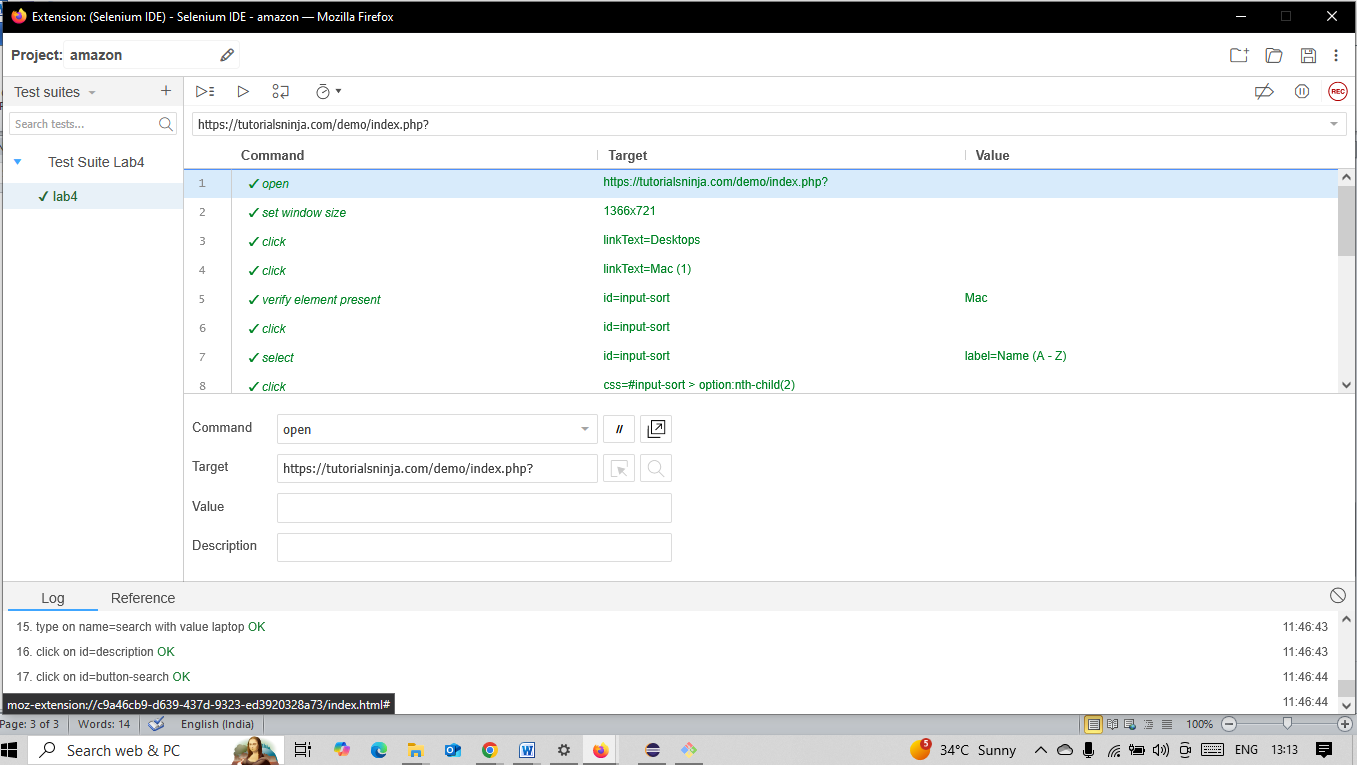 Extension: (Selenium IDE) - Selenium IDE - amazon — Mozilla Firefox
Project: amazon
Test suites
Search tests...
Test Suite Lab4
✓ lab4
https://tutorialsninja.com/demo/index.php?
REC
Command Target Value
1 ✓ open https://tutorialsninja.com/demo/index.php?
2 ✓ set window size 1366x721
3 ✓ click linkText=Desktops
4 ✓ click linkText=Mac (1)
5 ✓ verify element present id=input-sort Mac
6 ✓ click id=input-sort
7 ✓ select id=input-sort label=Name (A - Z)
8 ✓ click css=#input-sort > option:nth-child(2)
Command open //
Target https://tutorialsninja.com/demo/index.php?
Value
Description
Log Reference
15. type on name=search with value laptop OK 11:46:43
16. click on id=description OK 11:46:43
17. click on id=button-search OK 11:46:44
moz-extension://c9a46cb9-d639-437d-9323-ed3920328a73/index.html# 11:46:44
Page: 3 of 3 Words: 14 English (India) 100%
Search web & PC 5 34°C Sunny ENG 13:13